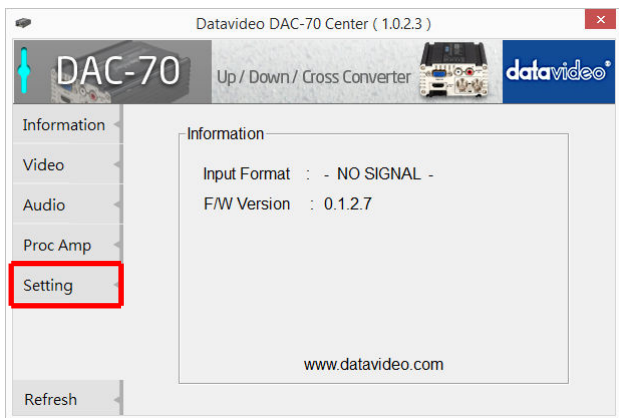 Datavideo DAC-70 Center ( 1.0.2.3 )
DAC-70
Up / Down / Cross Converter
datavideo
Information
Video
Audio
Proc Amp
Setting
Refresh
Information
Input Format : - NO SIGNAL -
F/W Version : 0.1.2.7
www.datavideo.com